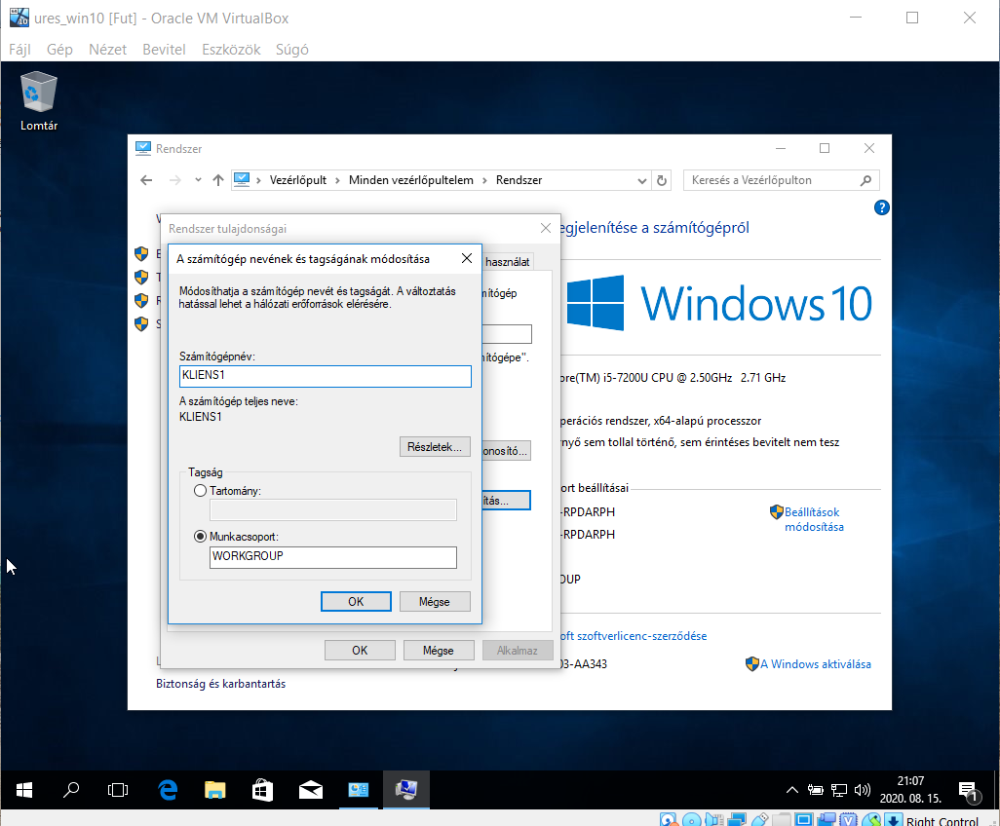 ures_win10 [Fut] - Oracle VM VirtualBox
Fájl Gép Nézet Bevitel Eszközök Súgó
Lomtár
Rendszer
Vezérlőpult Minden vezérlőpultelem Rendszer
Keresés a Vezérlőpulton
Rendszer tulajdonságai
egjelenítése a számítógépről
A számítógép nevének és tagságának módosítása
használat
Módosíthatja a számítógép nevét és tagságát. A változtatás
hatással lehet a hálózati erőforrások elérésére.
ímítógép
Windows 10
nítógépe".
Számítógépnév:
KLIENS1
ore(TM) i5-7200U CPU @ 2.50GHz 2.71 GHz
A számítógép teljes neve:
KLIENS1
perációs rendszer, x64-alapú processzor
rnyő sem tollal történő, sem érintéses bevitelt nem tesz
Részletek...
onosító...
Tagság
Tartomány:
ort beállításai
ítás...
-RPDARPH
Beállítások
módosítása
-RPDARPH
Munkacsoport:
WORKGROUP
OUP
OK Mégse
oft szoftverlicenc-szerződése
OK Mégse Alkalmaz
03-AA343
A Windows aktiválása
Biztonság és karbantartás
21:07
2020. 08. 15.
1
Right Control